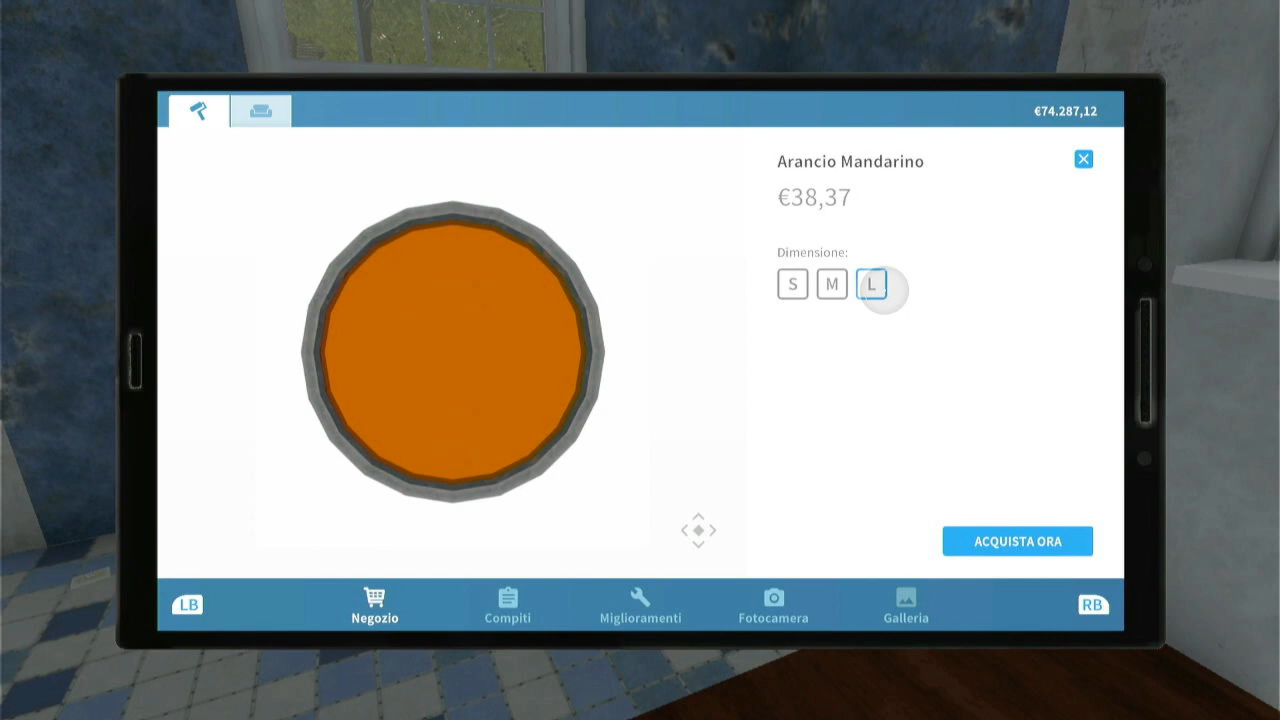 €74.287,12
Arancio Mandarino
€38,37
Dimensione:
S M L
ACQUISTA ORA
LB
Negozio
Compiti
Miglioramenti
Fotocamera
Galleria
RB